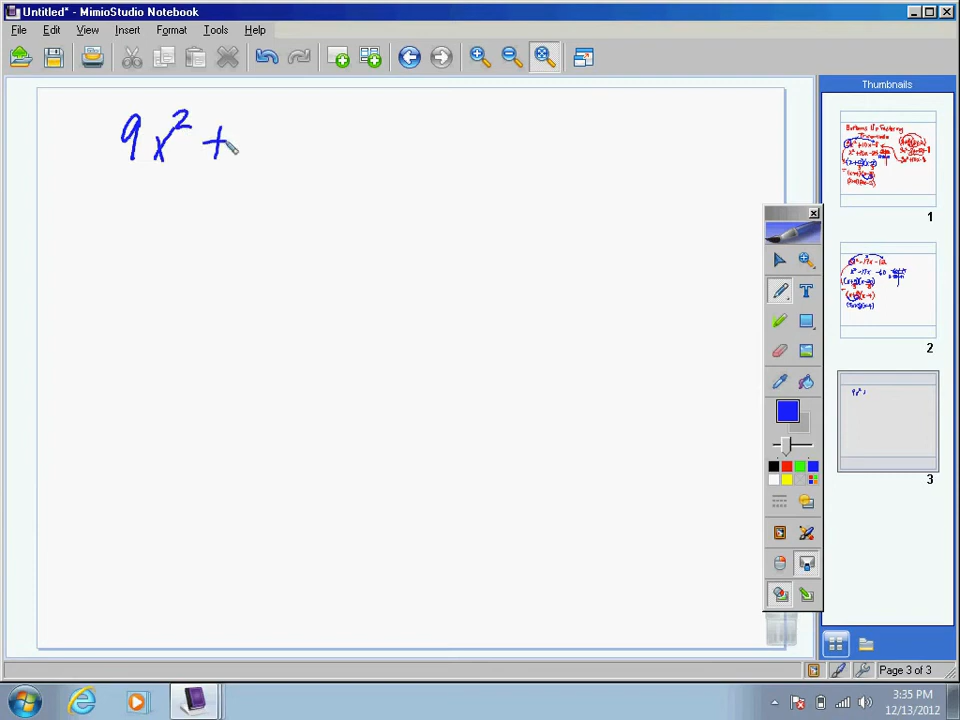 Untitled* - MimioStudio Notebook
File Edit View Insert Format Tools Help
9x² +
Thumbnails
1
2
9x² +
3
Page 3 of 3
3:35 PM
12/13/2012